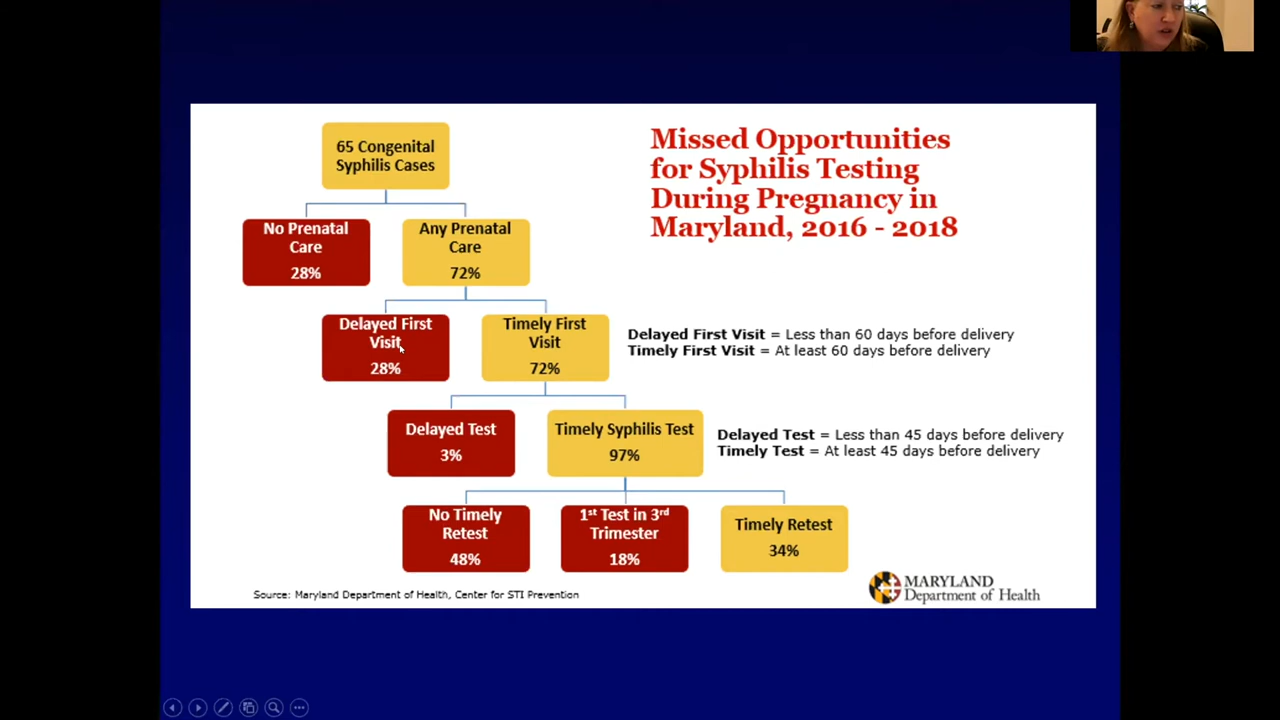 65 Congenital
Syphilis Cases
Missed Opportunities
for Syphilis Testing
During Pregnancy in
Maryland, 2016 - 2018
No Prenatal
Care
28%
Any Prenatal
Care
72%
Delayed First
Visit
28%
Timely First
Visit
72%
Delayed First Visit = Less than 60 days before delivery
Timely First Visit = At least 60 days before delivery
Delayed Test
3%
Timely Syphilis Test
97%
Delayed Test = Less than 45 days before delivery
Timely Test = At least 45 days before delivery
No Timely
Retest
48%
1st Test in 3rd
Trimester
18%
Timely Retest
34%
Source: Maryland Department of Health, Center for STI Prevention
MARYLAND
Department of Health